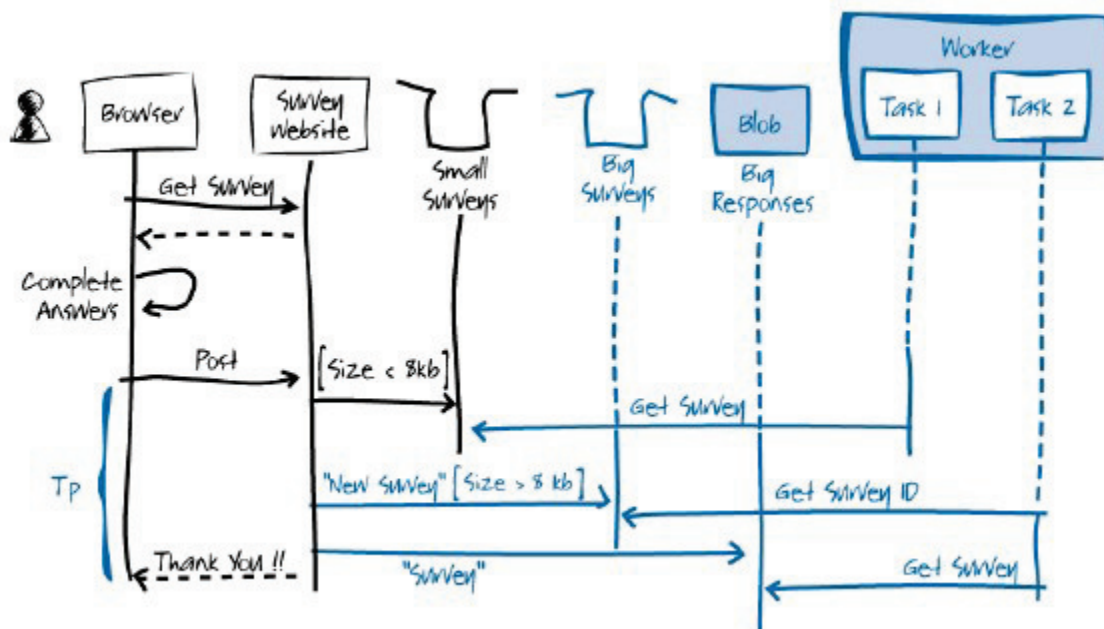 Worker
Browser
Survey
Website
Blob
Task 1
Task 2
Small
Surveys
Big
Surveys
Big
Responses
Get Survey
Complete
Answers
Post
[Size < 8kb]
Get Survey
Tp
"New Survey" [Size > 8 kb]
Get Survey ID
Thank You !!
"Survey"
Get Survey